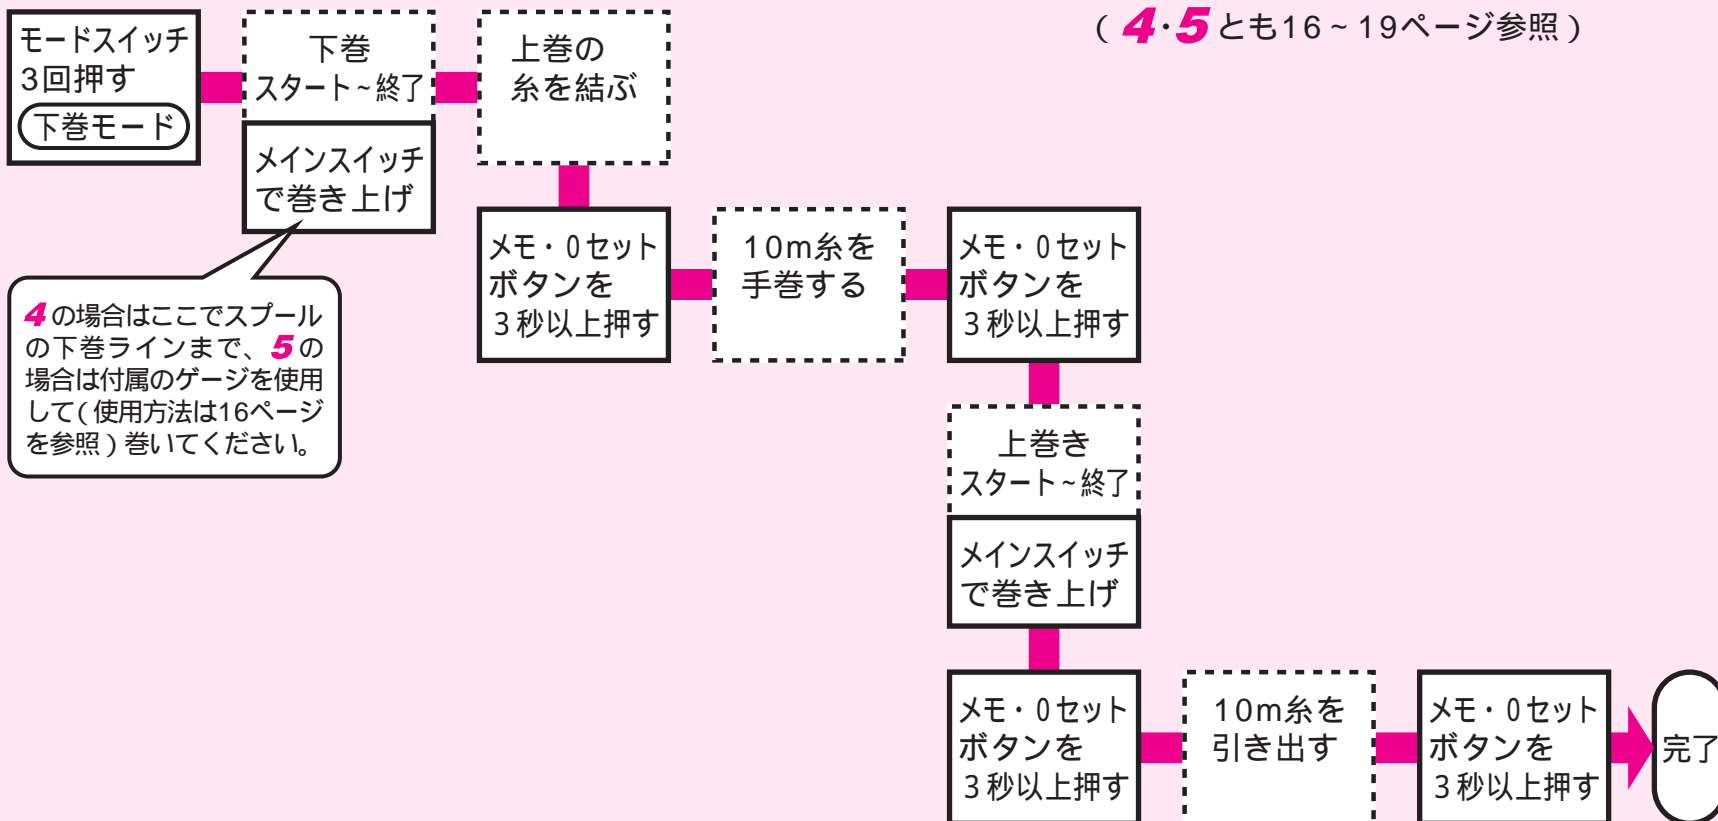 (4・5とも16~19ページ参照)
モードスイッチ
3回押す
下巻モード
下巻
スタート~終了
メインスイッチ
で巻き上げ
4の場合はここでスプール
の下巻ラインまで、5の
場合は付属のゲージを使用
して(使用方法は16ページ
を参照)巻いてください。
上巻の
糸を結ぶ
メモ・0セット
ボタンを
3秒以上押す
10m糸を
手巻する
メモ・0セット
ボタンを
3秒以上押す
上巻き
スタート~終了
メインスイッチ
で巻き上げ
メモ・0セット
ボタンを
3秒以上押す
10m糸を
引き出す
メモ・0セット
ボタンを
3秒以上押す
完了